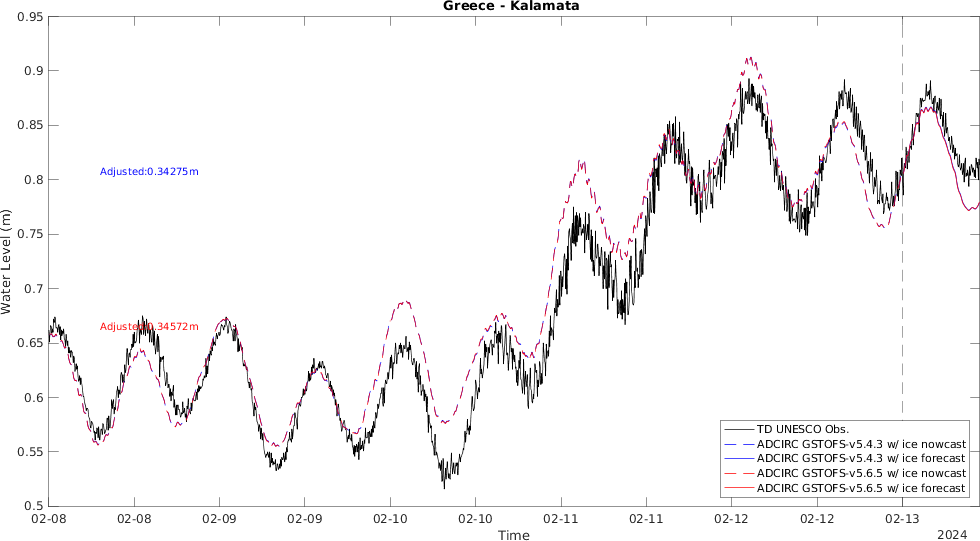 Greece - Kalamata
0.95
0.9
0.85
0.8
0.75
0.7
0.65
0.6
0.55
0.5
Water Level (m)
Adjusted:0.34275m
Adjusted:0.34572m
TD UNESCO Obs.
ADCIRC GSTOFS-v5.4.3 w/ ice nowcast
ADCIRC GSTOFS-v5.4.3 w/ ice forecast
ADCIRC GSTOFS-v5.6.5 w/ ice nowcast
ADCIRC GSTOFS-v5.6.5 w/ ice forecast
02-08 02-08 02-09 02-09 02-10 02-10 02-11 02-11 02-12 02-12 02-13
Time
2024